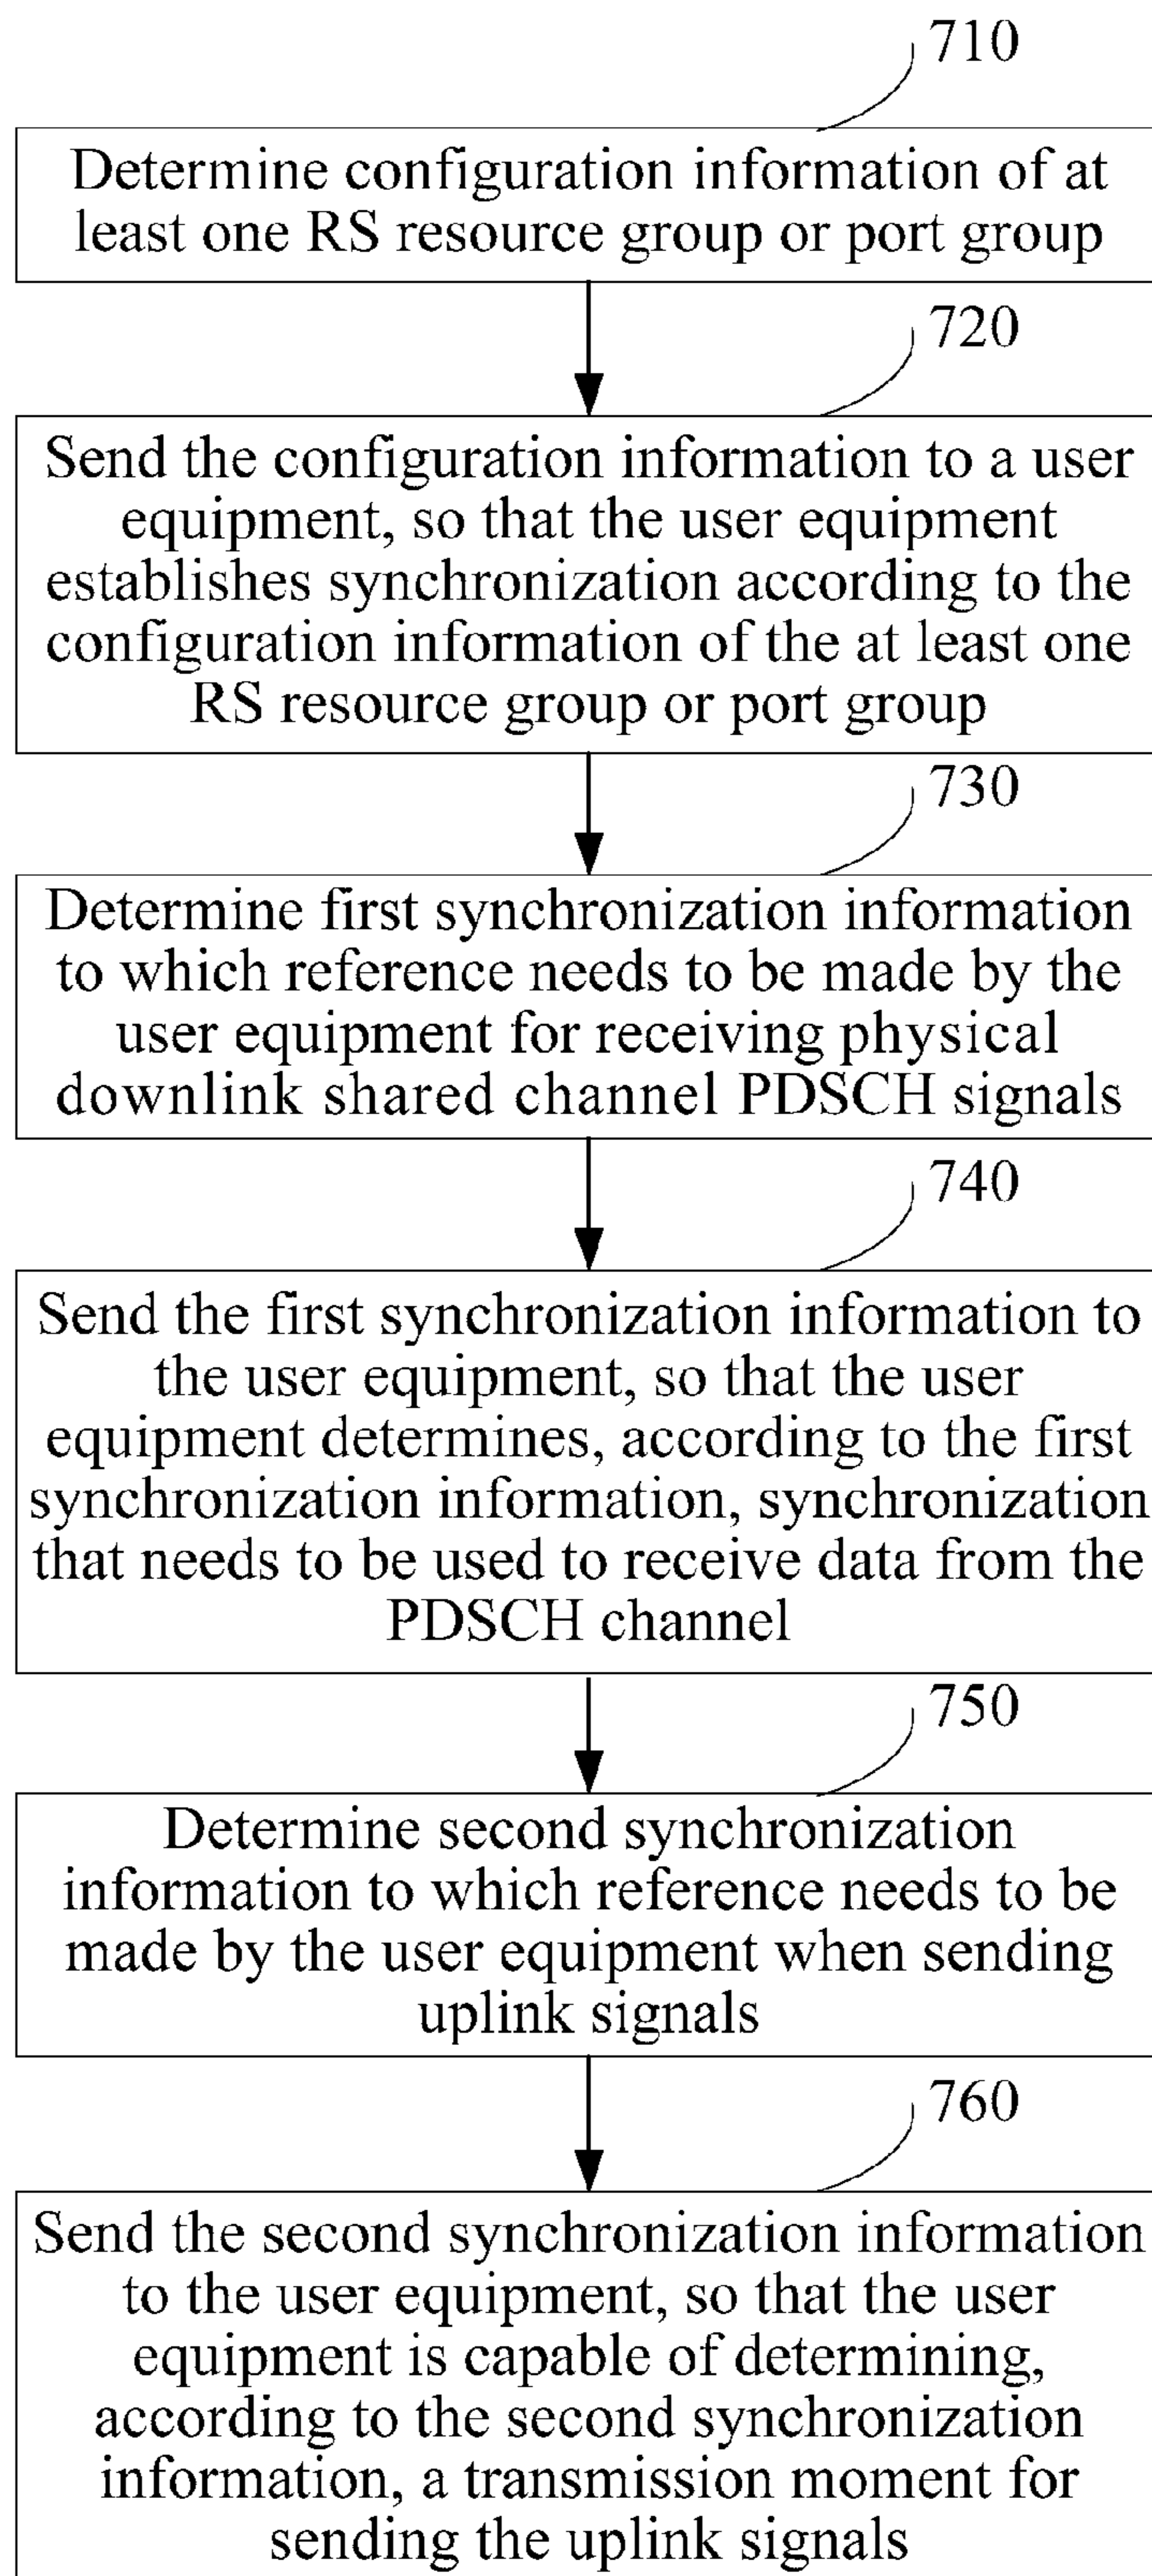 710
Determine configuration information of at
least one RS resource group or port group
720
Send the configuration information to a user
equipment, so that the user equipment
establishes synchronization according to the
configuration information of the at least one
RS resource group or port group
730
Determine first synchronization information
to which reference needs to be made by the
user equipment for receiving physical
downlink shared channel PDSCH signals
740
Send the first synchronization information to
the user equipment, so that the user
equipment determines, according to the first
synchronization information, synchronization
that needs to be used to receive data from the
PDSCH channel
750
Determine second synchronization
information to which reference needs to be
made by the user equipment when sending
uplink signals
760
Send the second synchronization information
to the user equipment, so that the user
equipment is capable of determining,
according to the second synchronization
information, a transmission moment for
sending the uplink signals